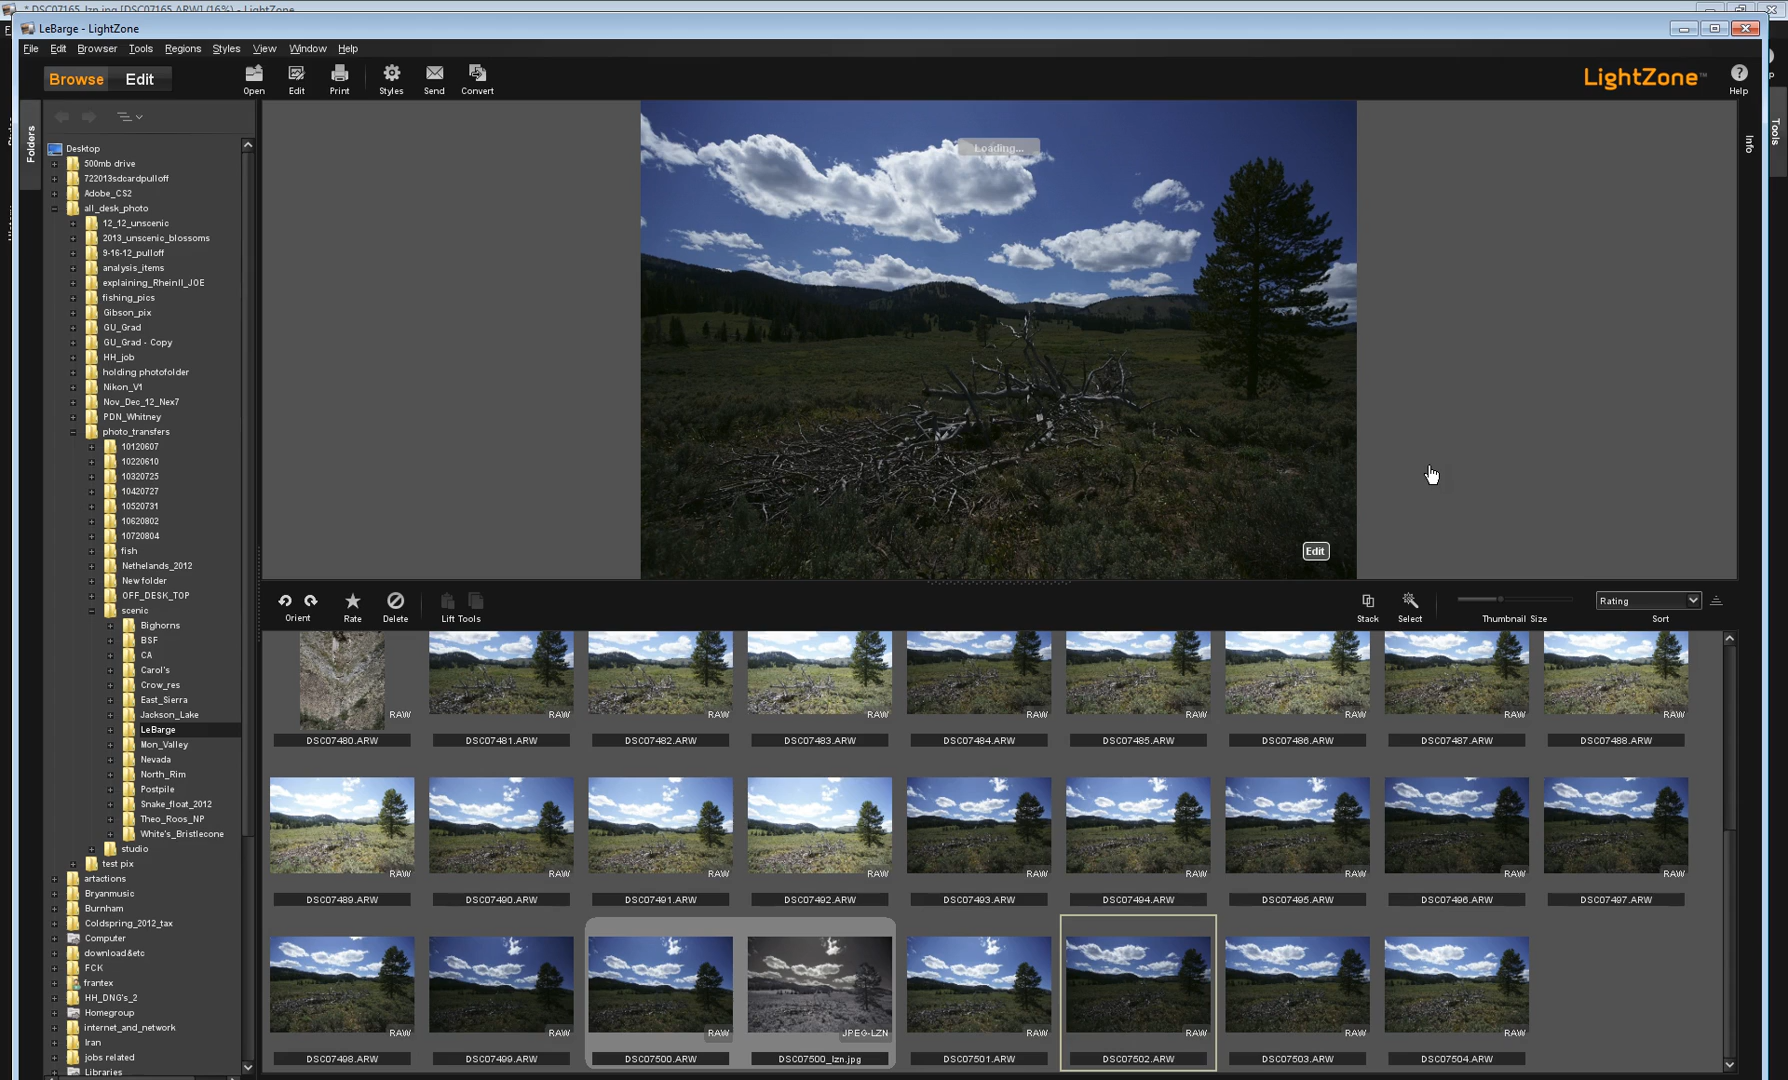 * DSC07165_lzn.jpg [DSC07165.ARW] (16%) - LightZone
LeBarge - LightZone
File Edit Browser Tools Regions Styles View Window Help
Browse Edit
Open Edit Print Styles Send Convert
LightZone™
Help
Folders
Info
Tools
Loading...
Edit
Desktop
500mb drive
722013sdcardpulloff
Adobe_CS2
all_desk_photo
12_12_unscenic
2013_unscenic_blossoms
9-16-12_pulloff
analysis_items
explaining_RheinII_JOE
fishing_pics
Gibson_pix
GU_Grad
GU_Grad - Copy
HH_job
holding photofolder
Nikon_V1
Nov_Dec_12_Nex7
PDN_Whitney
photo_transfers
10120607
10220610
10320725
10420727
10520731
10620802
10720804
fish
Nethelands_2012
New folder
OFF_DESK_TOP
scenic
Bighorns
BSF
CA
Carol's
Crow_res
East_Sierra
Jackson_Lake
LeBarge
Mon_Valley
Nevada
North_Rim
Postpile
Snake_float_2012
Theo_Roos_NP
White's_Bristlecone
studio
test pix
artactions
Bryanmusic
Burnham
Coldspring_2012_tax
Computer
download&etc
FCK
frantex
HH_DNG's_2
Homegroup
internet_and_network
Iran
jobs related
Libraries
Orient Rate Delete Lift Tools
Stack Select Thumbnail Size
Rating
Sort
RAW RAW RAW RAW RAW RAW RAW RAW RAW
DSC07480.ARW DSC07481.ARW DSC07482.ARW DSC07483.ARW DSC07484.ARW DSC07485.ARW DSC07486.ARW DSC07487.ARW DSC07488.ARW
RAW RAW RAW RAW RAW RAW RAW RAW RAW
DSC07489.ARW DSC07490.ARW DSC07491.ARW DSC07492.ARW DSC07493.ARW DSC07494.ARW DSC07495.ARW DSC07496.ARW DSC07497.ARW
RAW RAW RAW JPEG-LZN RAW RAW RAW RAW
DSC07498.ARW DSC07499.ARW DSC07500.ARW DSC07500_lzn.jpg DSC07501.ARW DSC07502.ARW DSC07503.ARW DSC07504.ARW